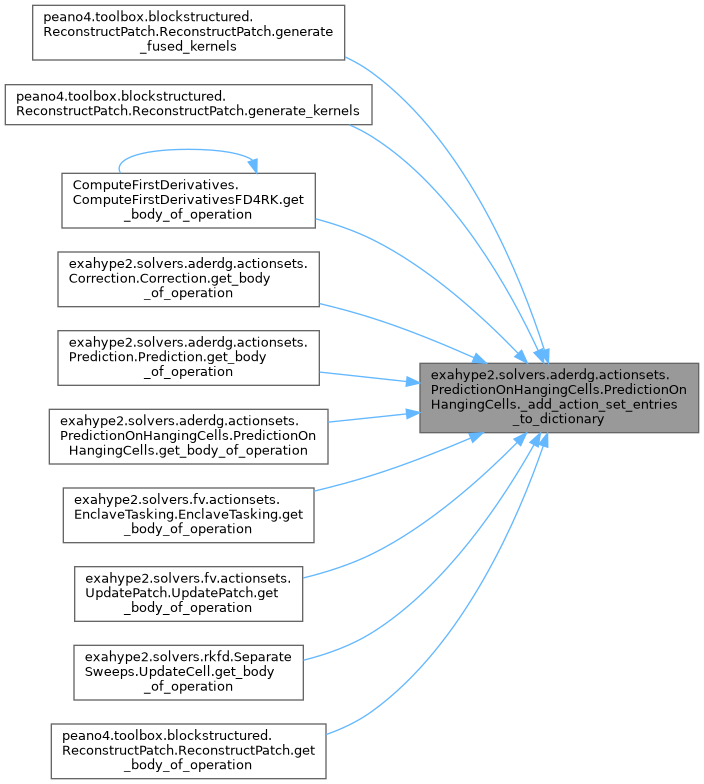 peano4.toolbox.blockstructured.
ReconstructPatch.ReconstructPatch.generate
_fused_kernels
peano4.toolbox.blockstructured.
ReconstructPatch.ReconstructPatch.generate_kernels
ComputeFirstDerivatives.
ComputeFirstDerivativesFD4RK.get
_body_of_operation
exahype2.solvers.aderdg.actionsets.
Correction.Correction.get_body
_of_operation
exahype2.solvers.aderdg.actionsets.
Prediction.Prediction.get_body
_of_operation
exahype2.solvers.aderdg.actionsets.
PredictionOnHangingCells.PredictionOn
HangingCells._add_action_set_entries
_to_dictionary
exahype2.solvers.aderdg.actionsets.
PredictionOnHangingCells.PredictionOn
HangingCells.get_body_of_operation
exahype2.solvers.fv.actionsets.
EnclaveTasking.EnclaveTasking.get
_body_of_operation
exahype2.solvers.fv.actionsets.
UpdatePatch.UpdatePatch.get
_body_of_operation
exahype2.solvers.rkfd.Separate
Sweeps.UpdateCell.get_body
_of_operation
peano4.toolbox.blockstructured.
ReconstructPatch.ReconstructPatch.get
_body_of_operation